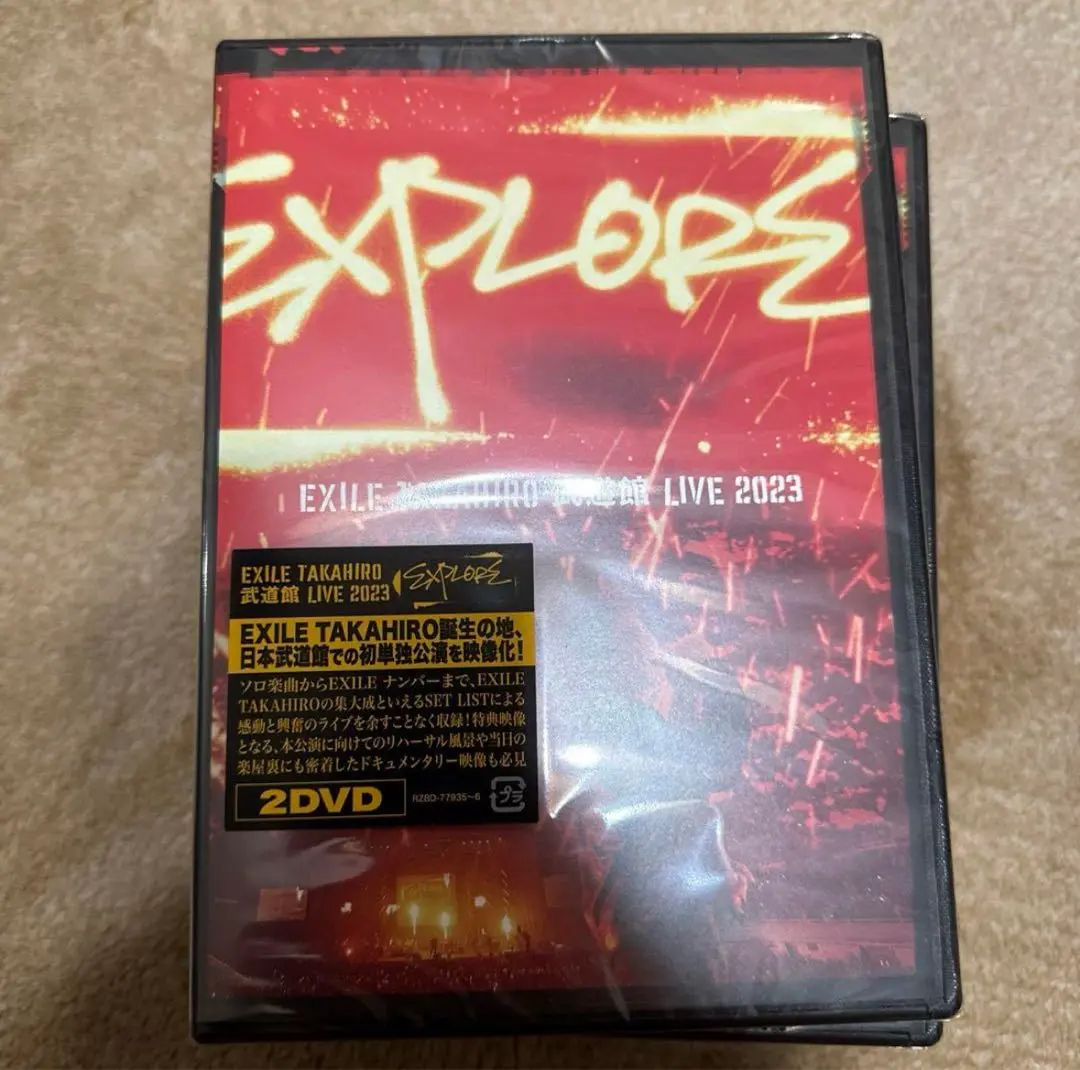 EXPLORE
EXILE TAKAHIRO 武道館 LIVE 2023
EXILE TAKAHIRO
武道館 LIVE 2023
EXPLORE
EXILE TAKAHIRO誕生の地、
日本武道館での初単独公演を映像化!
ソロ楽曲からEXILE ナンバーまで、EXILE
TAKAHIROの集大成といえるSET LISTによる
感動と興奮のライブを余すことなく収録!特典映像
となる、本公演に向けてのリハーサル風景や当日の
楽屋裏にも密着したドキュメンタリー映像も必見
2DVD
RZBD-77935~6
プラ